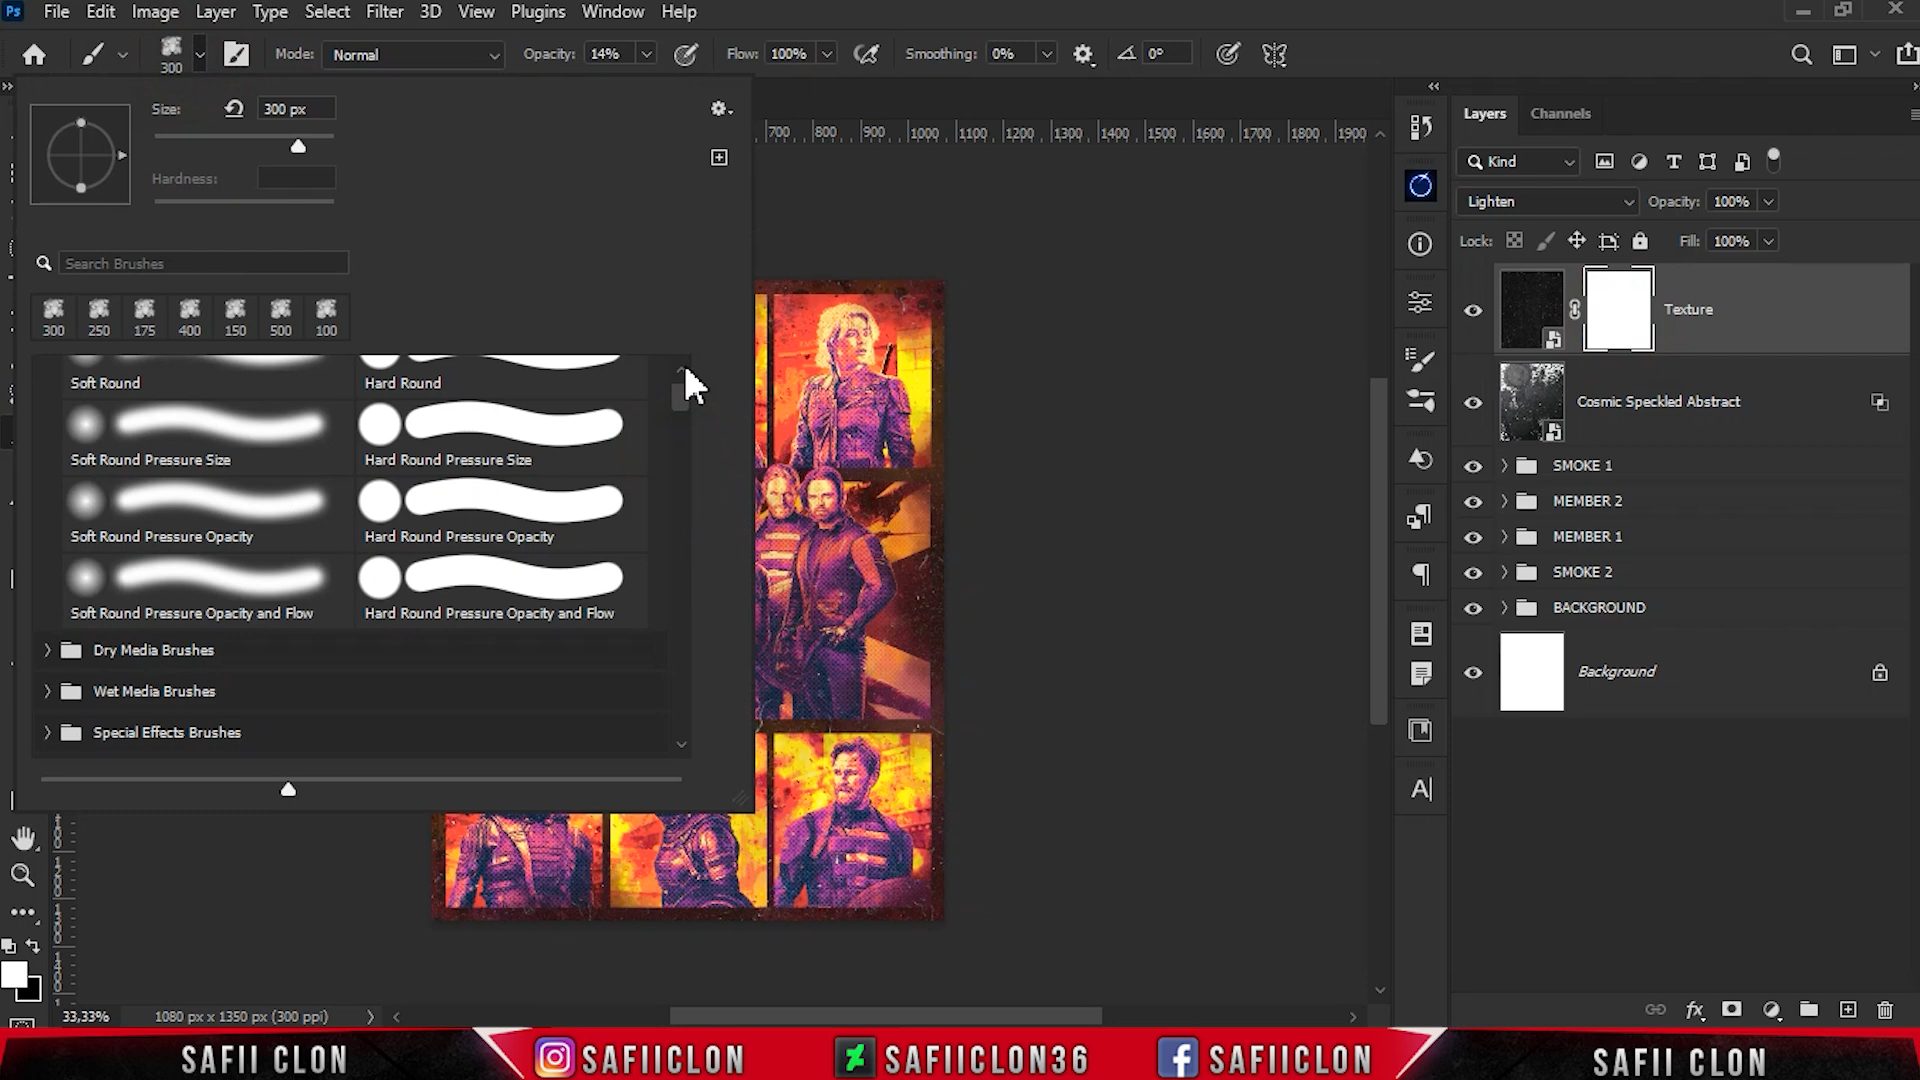 Ps File Edit Image Layer Type Select Filter 3D View Plugins Window Help
300 Mode: Normal Opacity: 14% Flow: 100% Smoothing: 0% 0°
Size: 300 px
Hardness:
Search Brushes
300 250 175 400 150 500 100
Soft Round Hard Round
Soft Round Pressure Size Hard Round Pressure Size
Soft Round Pressure Opacity Hard Round Pressure Opacity
Soft Round Pressure Opacity and Flow Hard Round Pressure Opacity and Flow
Dry Media Brushes
Wet Media Brushes
Special Effects Brushes
700 800 900 1000 1100 1200 1300 1400 1500 1600 1700 1800 1900
Layers Channels
Kind
Lighten Opacity: 100%
Lock: Fill: 100%
Texture
Cosmic Speckled Abstract
SMOKE 1
MEMBER 2
MEMBER 1
SMOKE 2
BACKGROUND
Background
33,33% 1080 px x 1350 px (300 ppi)
SAFII CLON SAFIICLON SAFIICLON36 SAFIICLON SAFII CLON